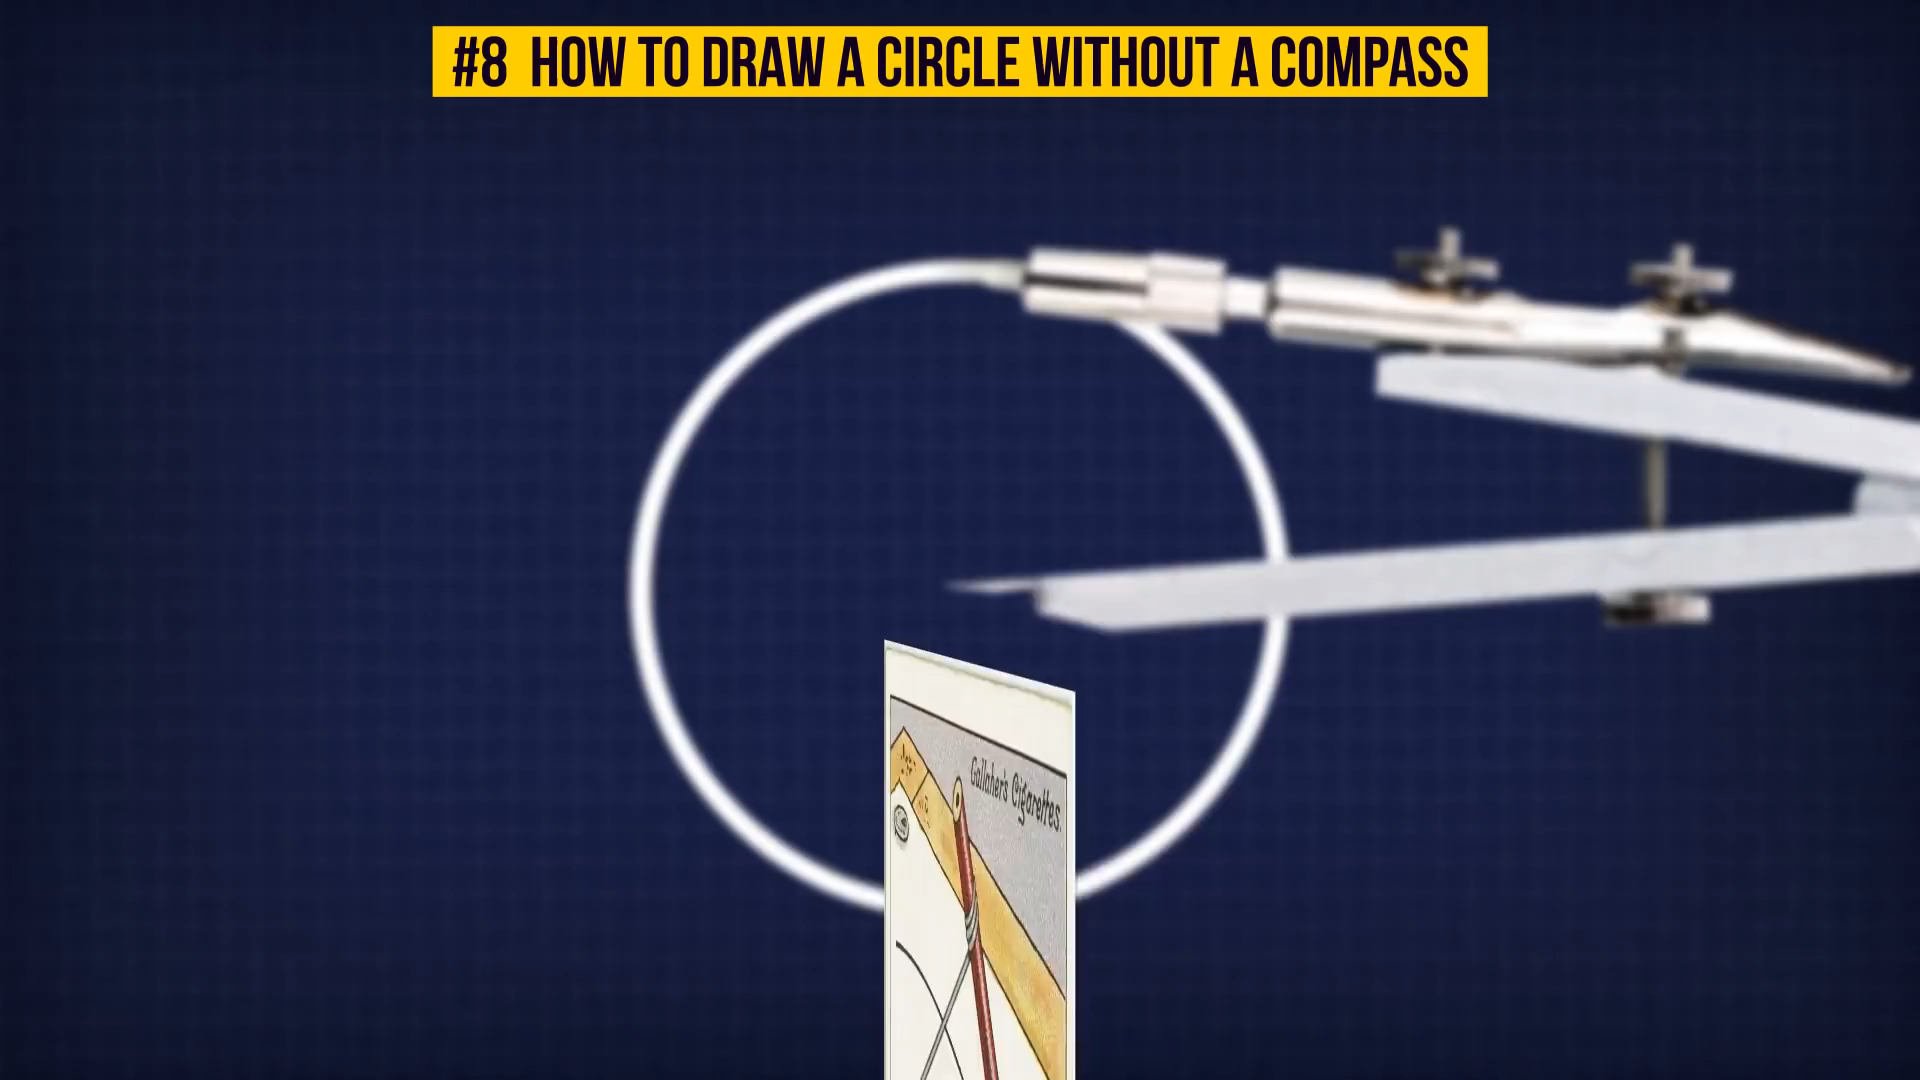 #8 HOW TO DRAW A CIRCLE WITHOUT A COMPASS
Gallaher's Cigarettes.